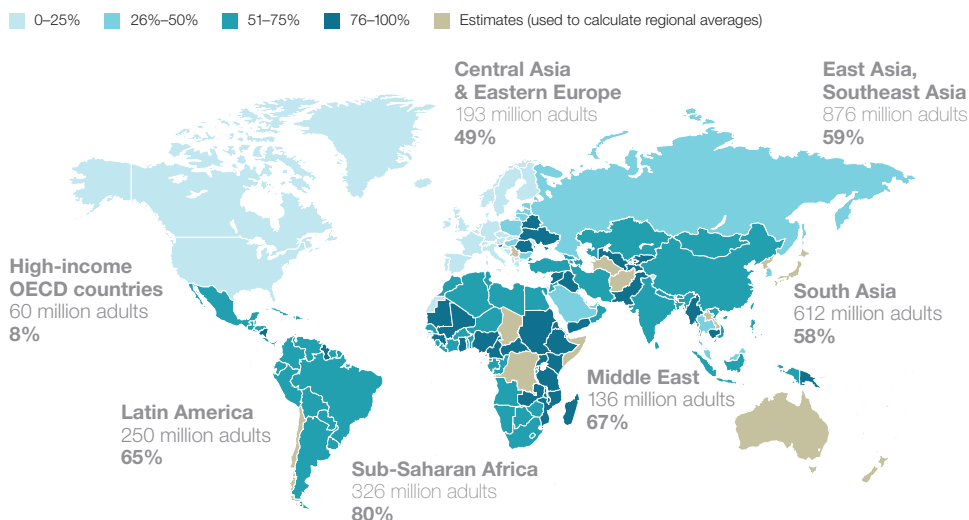 0–25%
26%–50%
51–75%
76–100%
Estimates (used to calculate regional averages)
Central Asia
& Eastern Europe
193 million adults
49%
East Asia,
Southeast Asia
876 million adults
59%
High-income
OECD countries
60 million adults
8%
South Asia
612 million adults
58%
Middle East
136 million adults
67%
Latin America
250 million adults
65%
Sub-Saharan Africa
326 million adults
80%